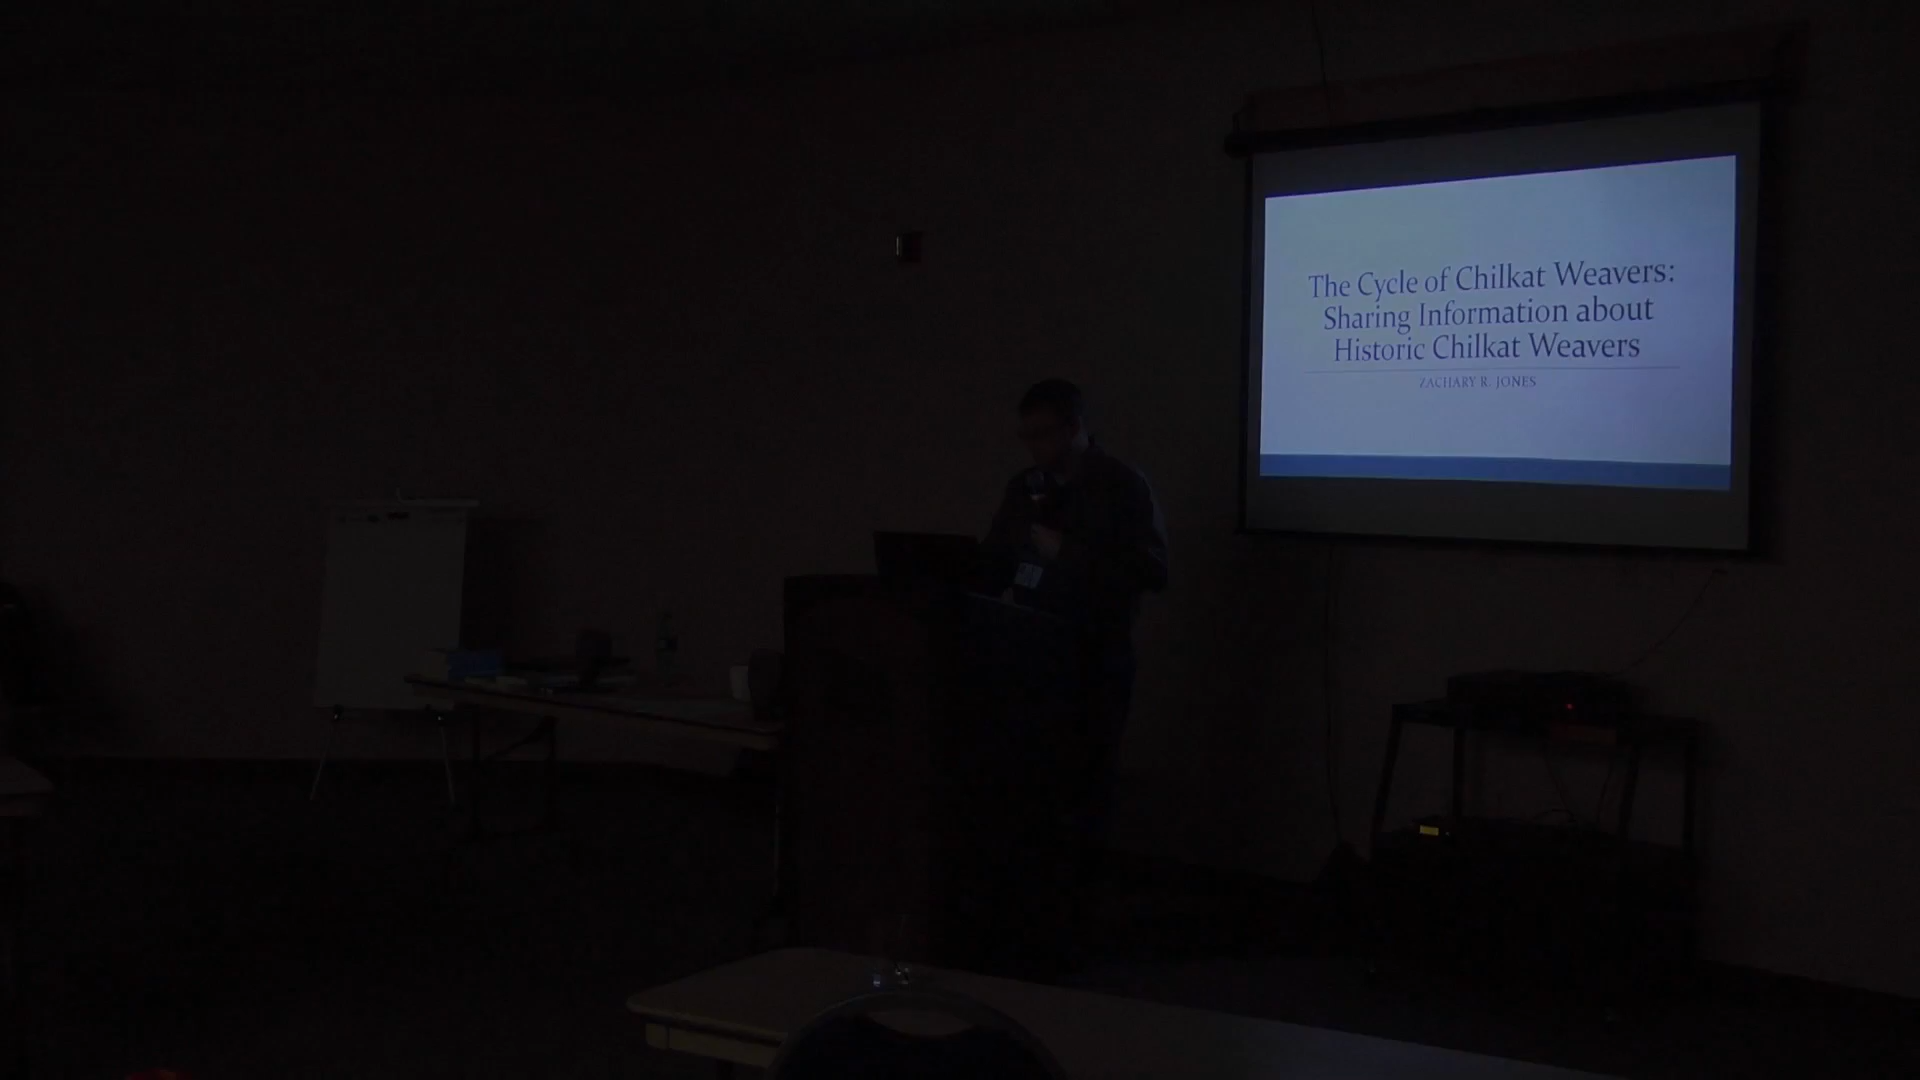 The Cycle of Chilkat Weavers:
Sharing Information about
Historic Chilkat Weavers
ZACHARY R. JONES